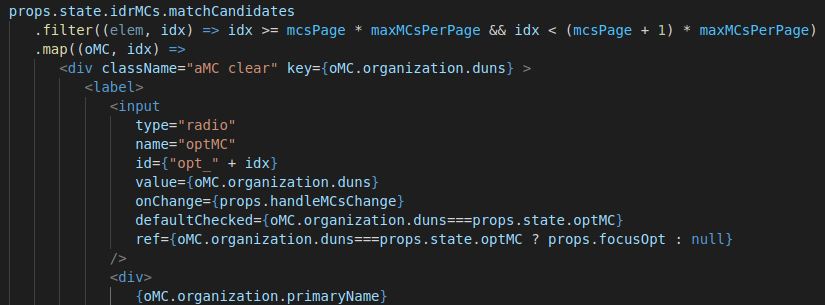 props.state.idrMCs.matchCandidates
.filter((elem, idx) => idx >= mcsPage * maxMCsPerPage && idx < (mcsPage + 1) * maxMCsPerPage)
.map((oMC, idx) =>
<div className="aMC clear" key={oMC.organization.duns} >
<label>
<input
type="radio"
name="optMC"
id={"opt_" + idx}
value={oMC.organization.duns}
onChange={props.handleMCsChange}
defaultChecked={oMC.organization.duns===props.state.optMC}
ref={oMC.organization.duns===props.state.optMC ? props.focusOpt : null}
/>
<div>
{oMC.organization.primaryName}